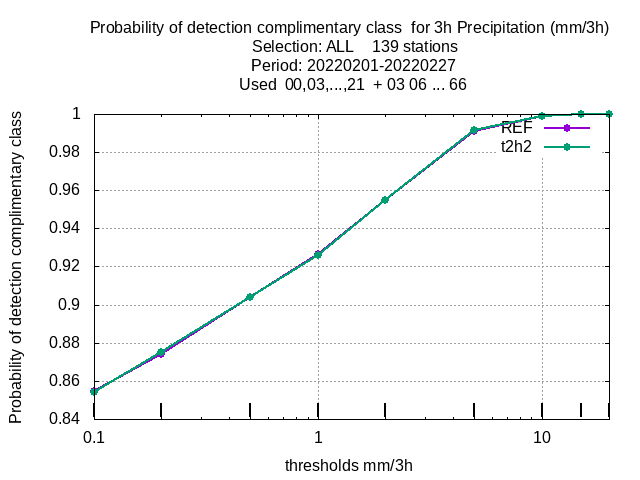 Probability of detection complimentary class  for 3h Precipitation (mm/3h)
Selection: ALL    139 stations
Period: 20220201-20220227
Used  00,03,...,21  + 03 06 ... 66
Probability of detection complimentary class
1
0.98
0.96
0.94
0.92
0.9
0.88
0.86
0.84
REF
t2h2
0.1
1
10
thresholds mm/3h